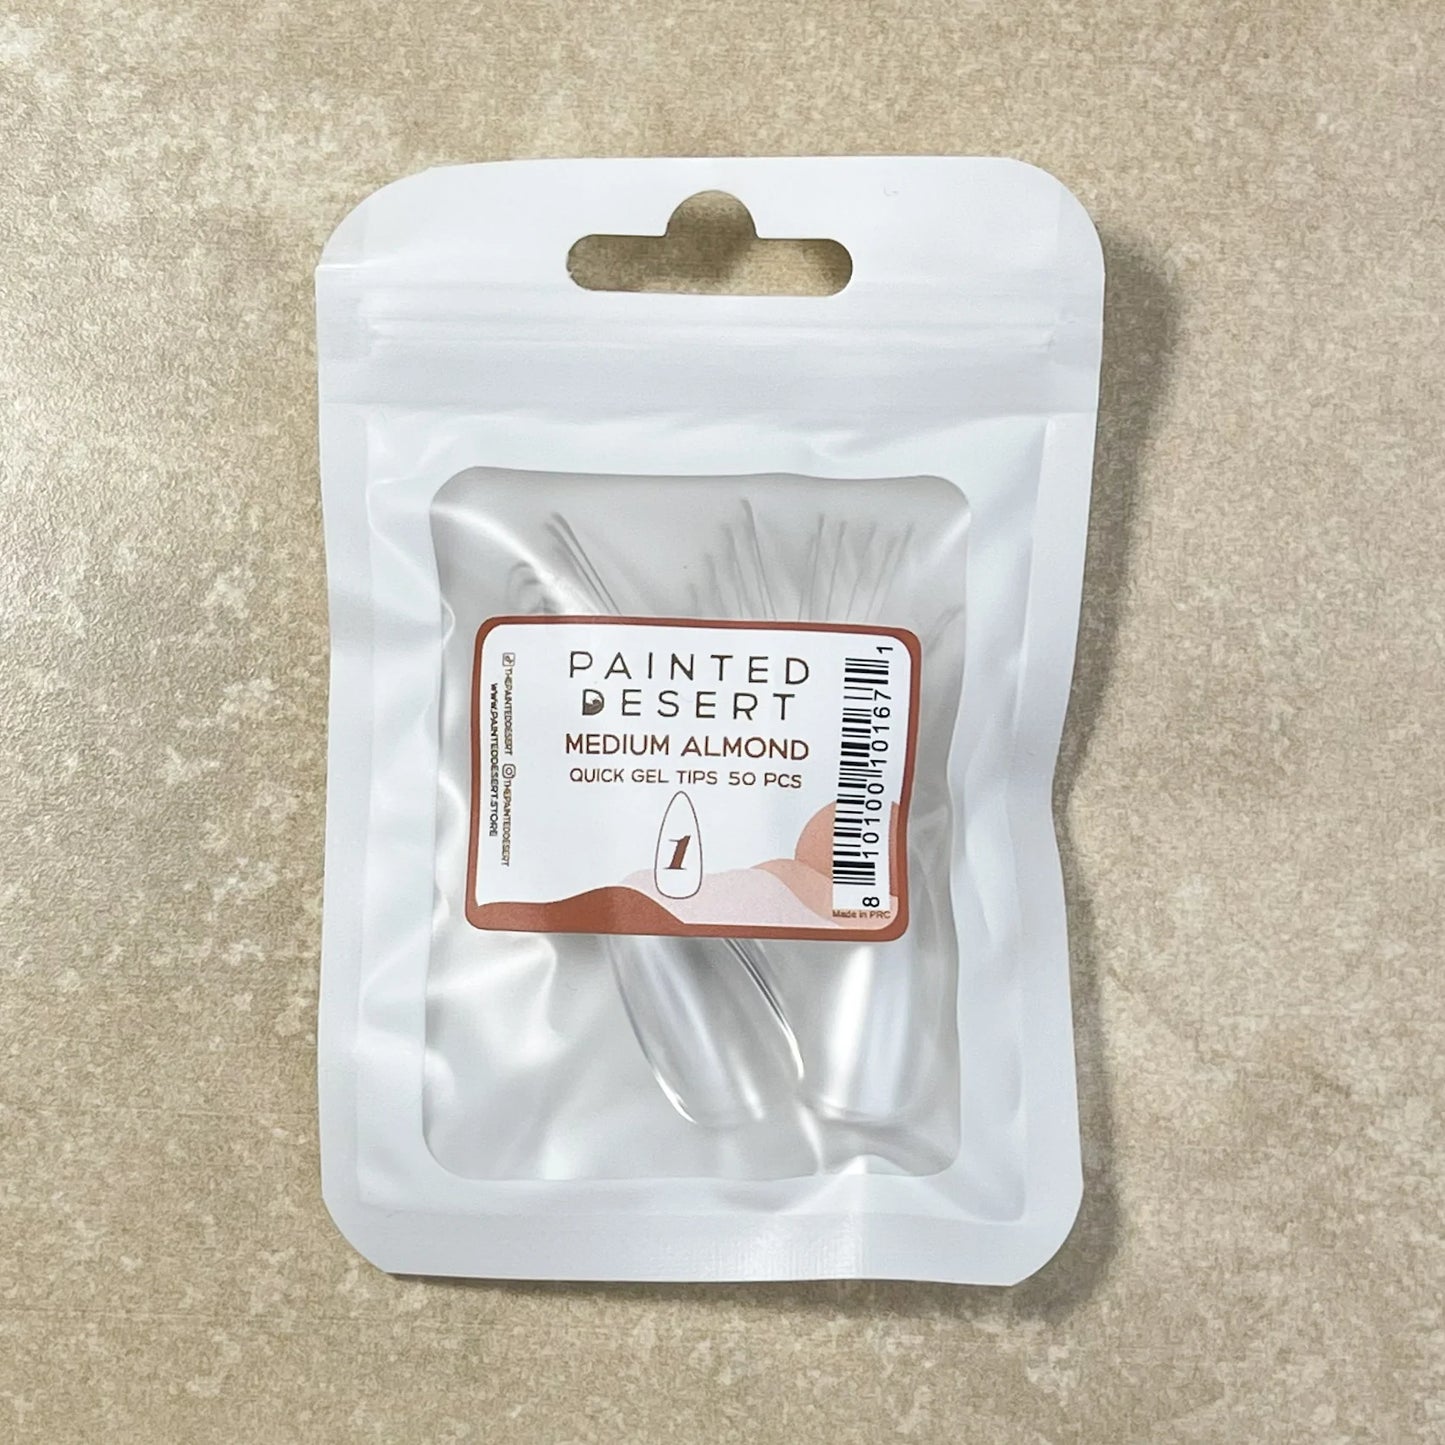 PAINTED
DESERT
MEDIUM ALMOND
QUICK GEL TIPS 50 PCS
1
THEPAINTEDDESERT THEPAINTEDDESERT
WWW.PAINTEDDESERT.STORE
8 10100 10167 1
Made in PRC